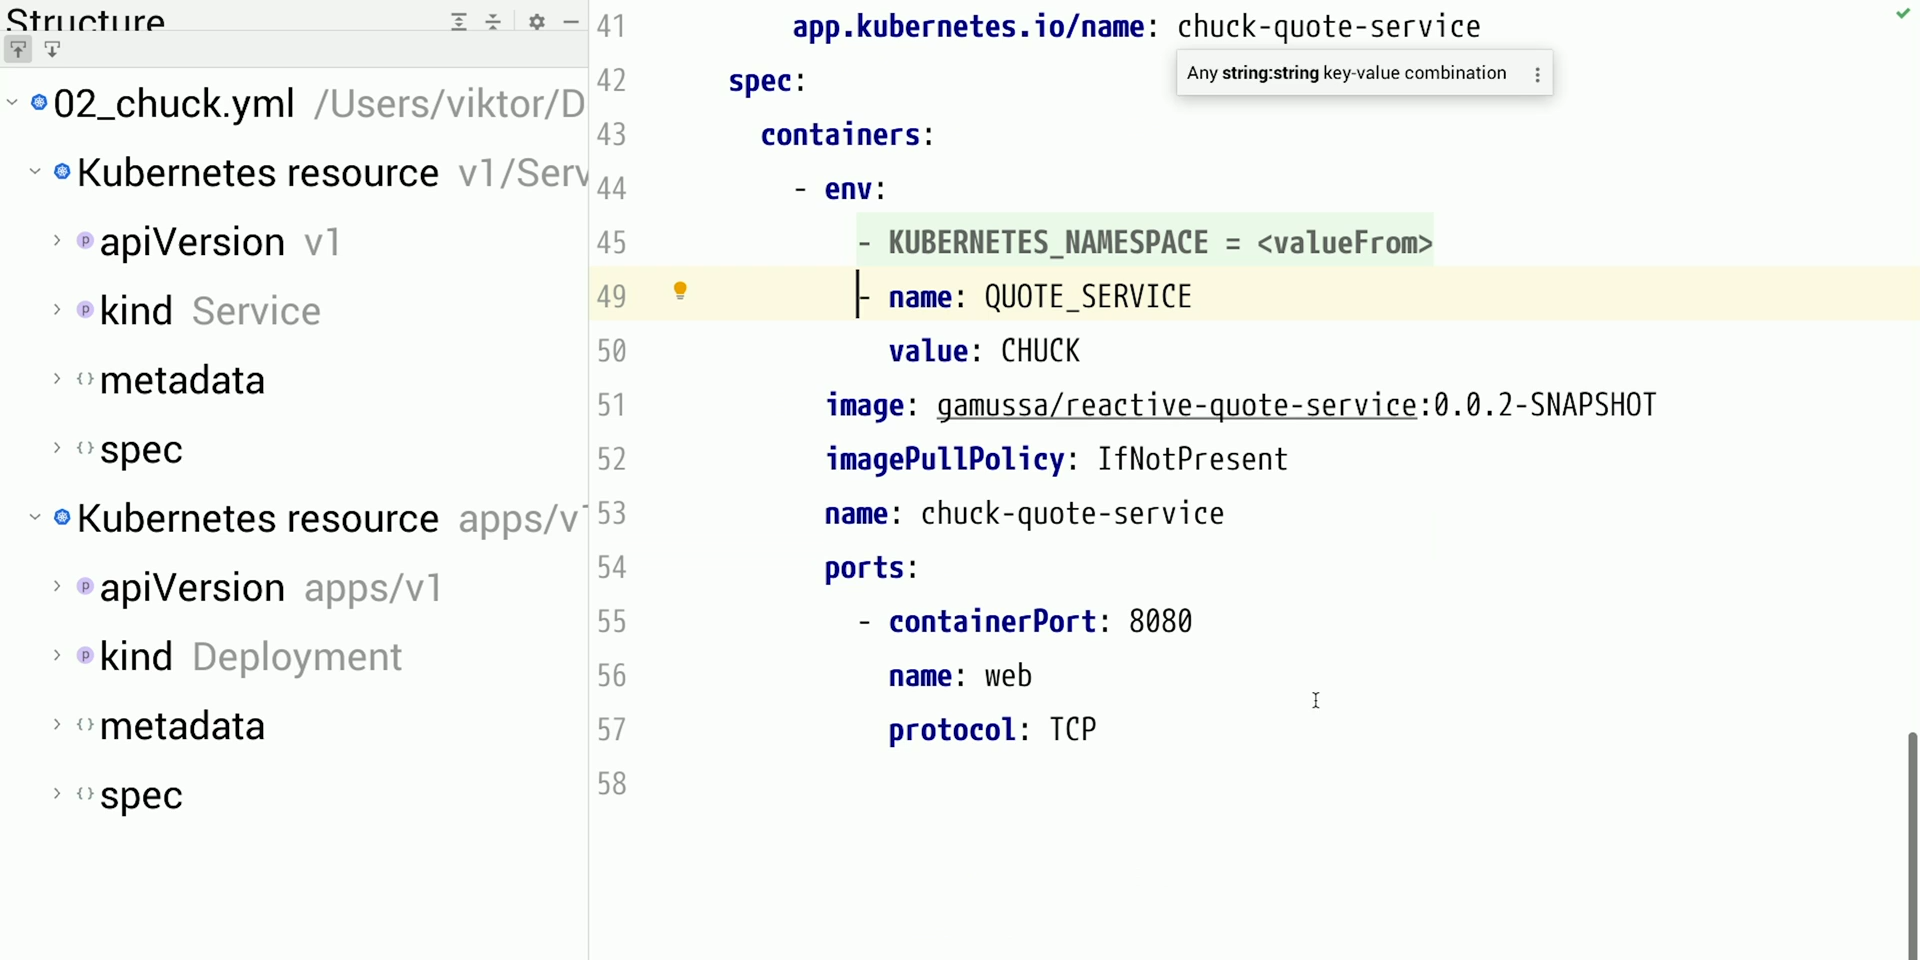 Structure
02_chuck.yml /Users/viktor/D
Kubernetes resource v1/Serv
apiVersion v1
kind Service
metadata
spec
Kubernetes resource apps/v1
apiVersion apps/v1
kind Deployment
metadata
spec
41 app.kubernetes.io/name: chuck-quote-service
Any string:string key-value combination
42 spec:
43 containers:
44 - env:
45 - KUBERNETES_NAMESPACE = <valueFrom>
49 - name: QUOTE_SERVICE
50 value: CHUCK
51 image: gamussa/reactive-quote-service:0.0.2-SNAPSHOT
52 imagePullPolicy: IfNotPresent
53 name: chuck-quote-service
54 ports:
55 - containerPort: 8080
56 name: web
57 protocol: TCP
58